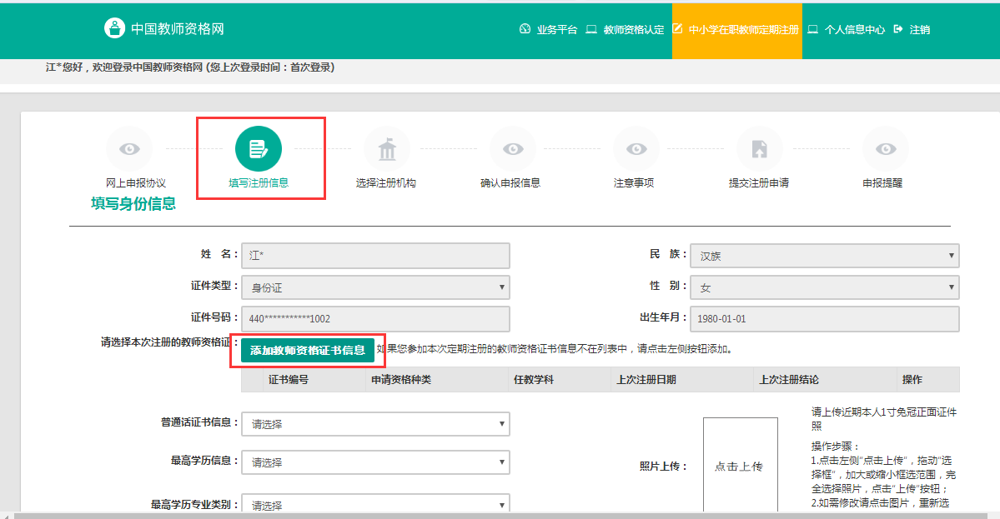 中国教师资格网
业务平台 教师资格认定 中小学在职教师定期注册 个人信息中心 注销
江*您好，欢迎登录中国教师资格网 (您上次登录时间：首次登录)
网上申报协议 填写注册信息 选择注册机构 确认申报信息 注意事项 提交注册申请 申报提醒
填写身份信息
姓 名： 江* 民 族： 汉族
证件类型： 身份证 性 别： 女
证件号码： 440***********1002 出生年月： 1980-01-01
请选择本次注册的教师资格证： 添加教师资格证书信息 如果您参加本次定期注册的教师资格证书信息不在列表中，请点击左侧按钮添加。
证书编号 申请资格种类 任教学科 上次注册日期 上次注册结论 操作
普通话证书信息： 请选择
最高学历信息： 请选择
最高学历专业类别： 请选择
照片上传： 点击上传
请上传近期本人1寸免冠正面证件
照
操作步骤：
1.点击左侧“点击上传”，拖动“选
择框”，加大或缩小框选范围，完
全选择照片，点击“上传”按钮；
2.如需修改请点击图片，重新选